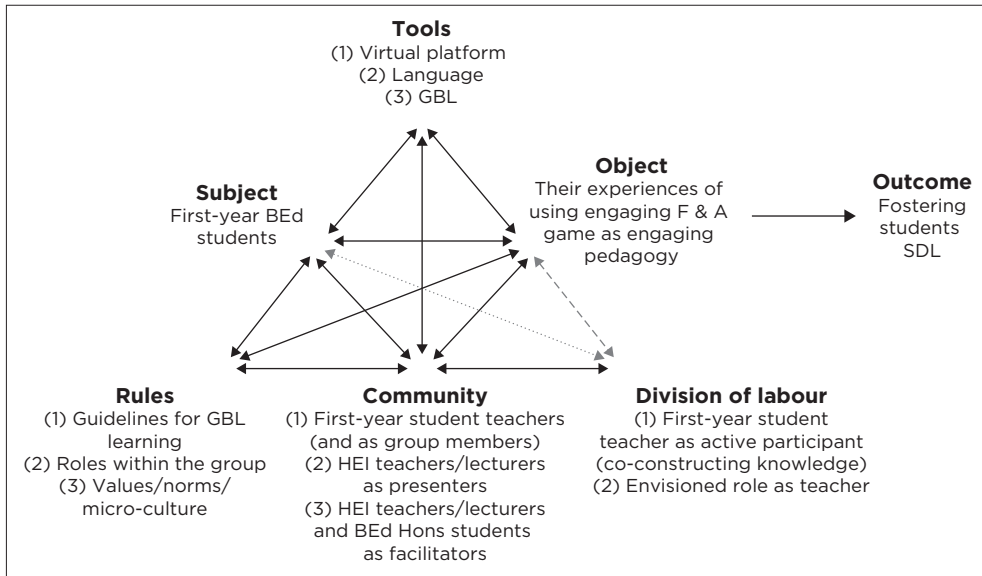 Tools
(1) Virtual platform
(2) Language
(3) GBL
Subject
First-year BEd
students
Object
Their experiences of
using engaging F & A
game as engaging
pedagogy
Outcome
Fostering
students
SDL
Rules
(1) Guidelines for GBL
learning
(2) Roles within the group
(3) Values/norms/
micro-culture
Community
(1) First-year student teachers
(and as group members)
(2) HEI teachers/lecturers
as presenters
(3) HEI teachers/lecturers
and BEd Hons students
as facilitators
Division of labour
(1) First-year student
teacher as active participant
(co-constructing knowledge)
(2) Envisioned role as teacher